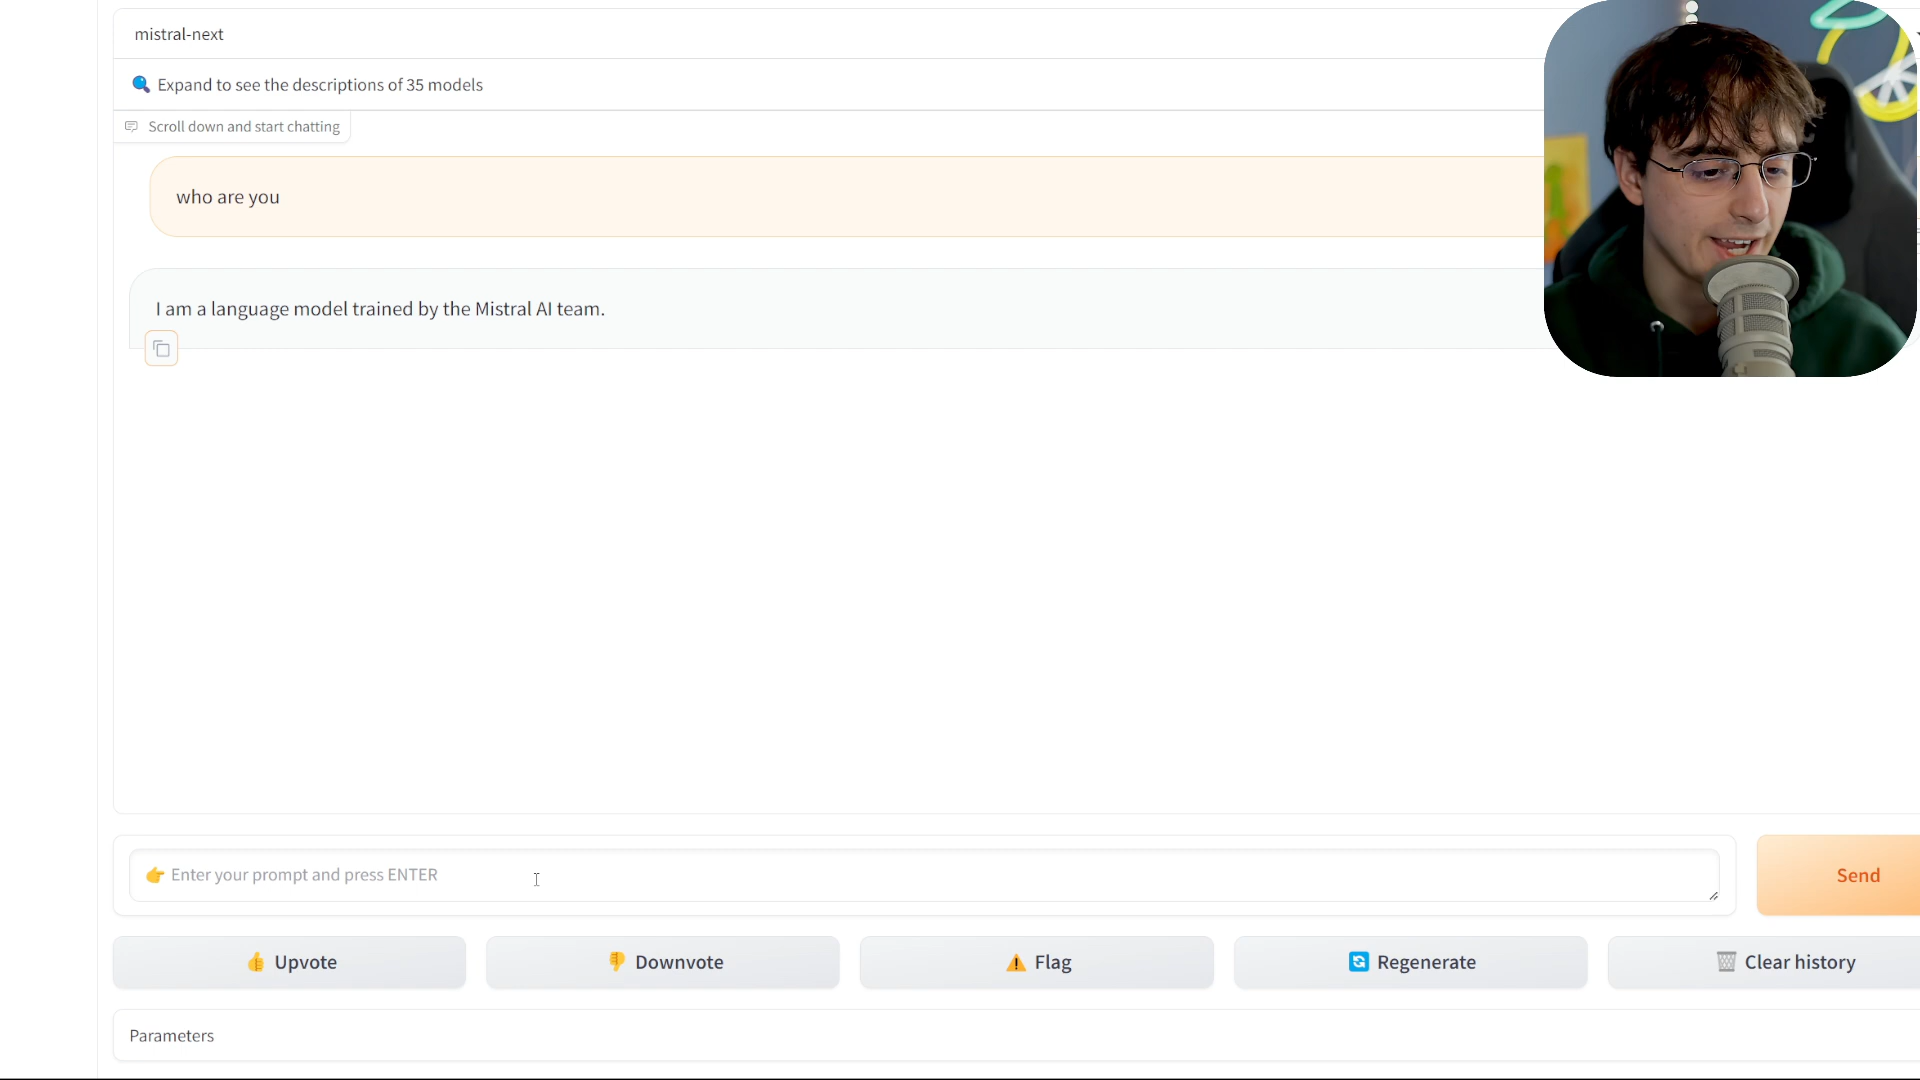 mistral-next
🔍 Expand to see the descriptions of 35 models
Scroll down and start chatting
who are you
I am a language model trained by the Mistral AI team.
👉 Enter your prompt and press ENTER
Send
👍 Upvote
👎 Downvote
⚠️ Flag
🔄 Regenerate
🗑️ Clear history
Parameters